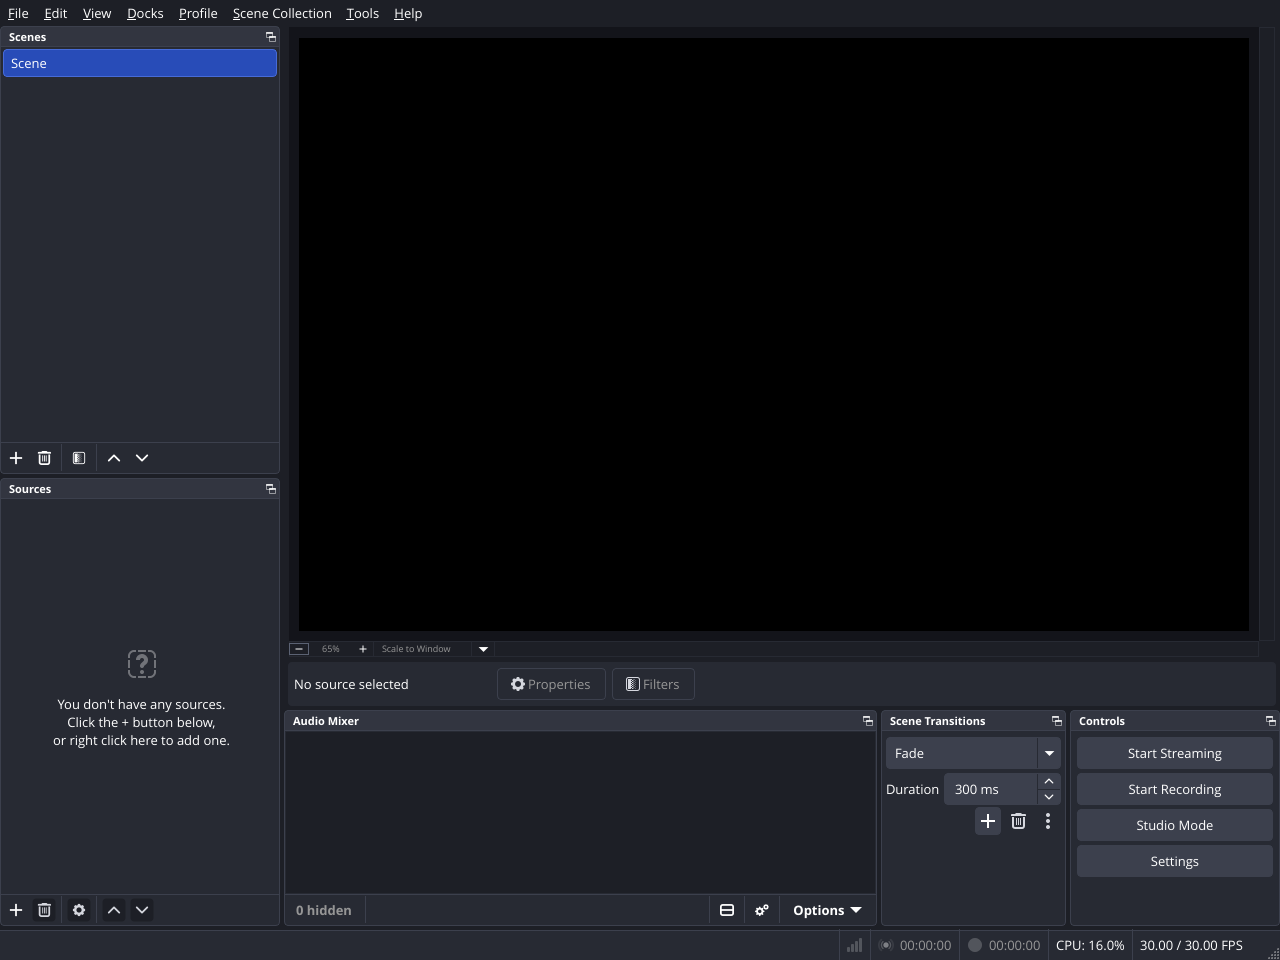 File Edit View Docks Profile Scene Collection Tools Help
Scenes
Scene
Sources
You don't have any sources.
Click the + button below,
or right click here to add one.
65% Scale to Window
No source selected Properties Filters
Audio Mixer
0 hidden Options
Scene Transitions
Fade
Duration 300 ms
Controls
Start Streaming
Start Recording
Studio Mode
Settings
00:00:00 00:00:00 CPU: 16.0% 30.00 / 30.00 FPS